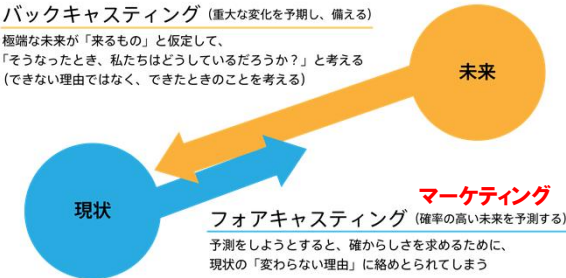 バックキャスティング（重大な変化を予期し、備える）
極端な未来が「来るもの」と仮定して、
「そうなったとき、私たちはどうしているだろうか？」と考える
（できない理由ではなく、できたときのことを考える）
未来
現状
マーケティング
フォアキャスティング（確率の高い未来を予測する）
予測をしようとすると、確からしさを求めるために、
現状の「変わらない理由」に絡めとられてしまう